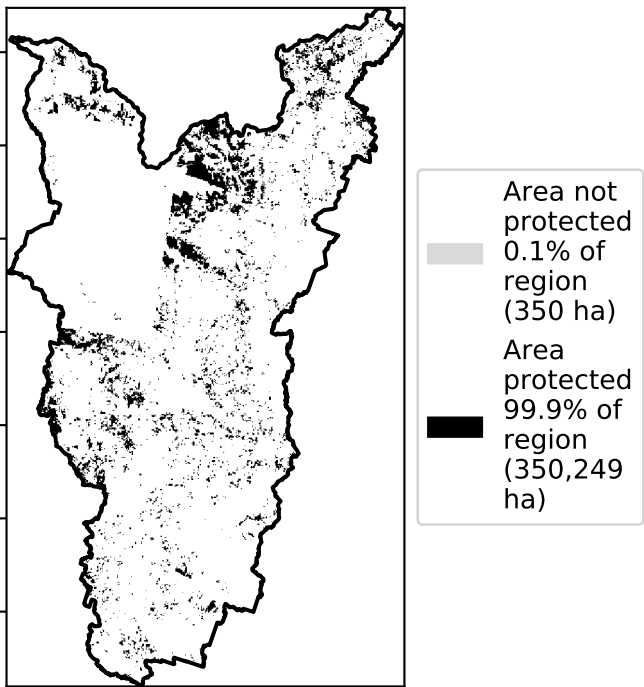 Area not
protected
0.1% of
region
(350 ha)
Area
protected
99.9% of
region
(350,249
ha)